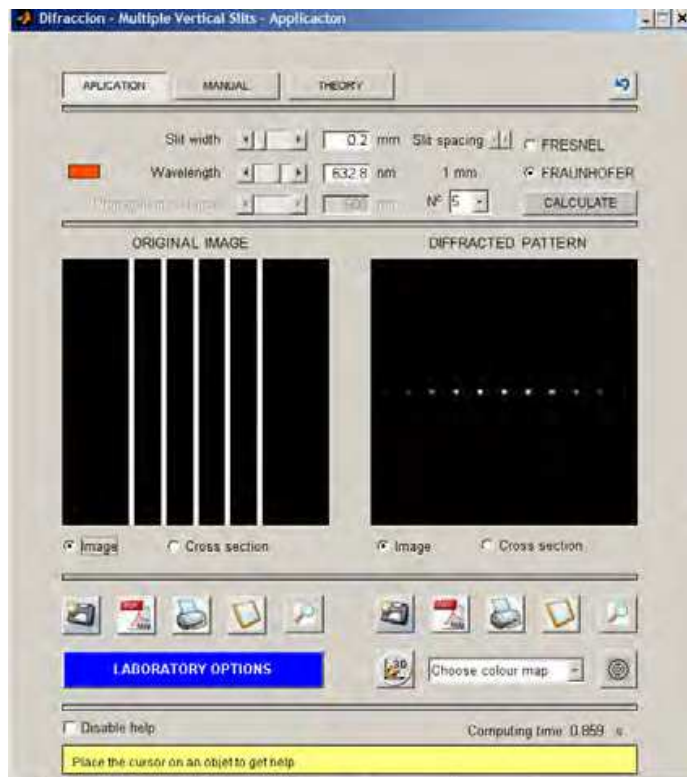 Difraccion - Multiple Vertical Slits - Applicacton
APLICATION MANUAL THEORY
Slit width 0.2 mm Slit spacing FRESNEL
Wavelength 632.8 nm 1 mm FRAUNHOFER
Nº 5 CALCULATE
ORIGINAL IMAGE DIFFRACTED PATTERN
Image Cross section Image Cross section
LABORATORY OPTIONS 3D Choose colour map
Disable help Computing time 0.859 s
Place the cursor on an objet to get help